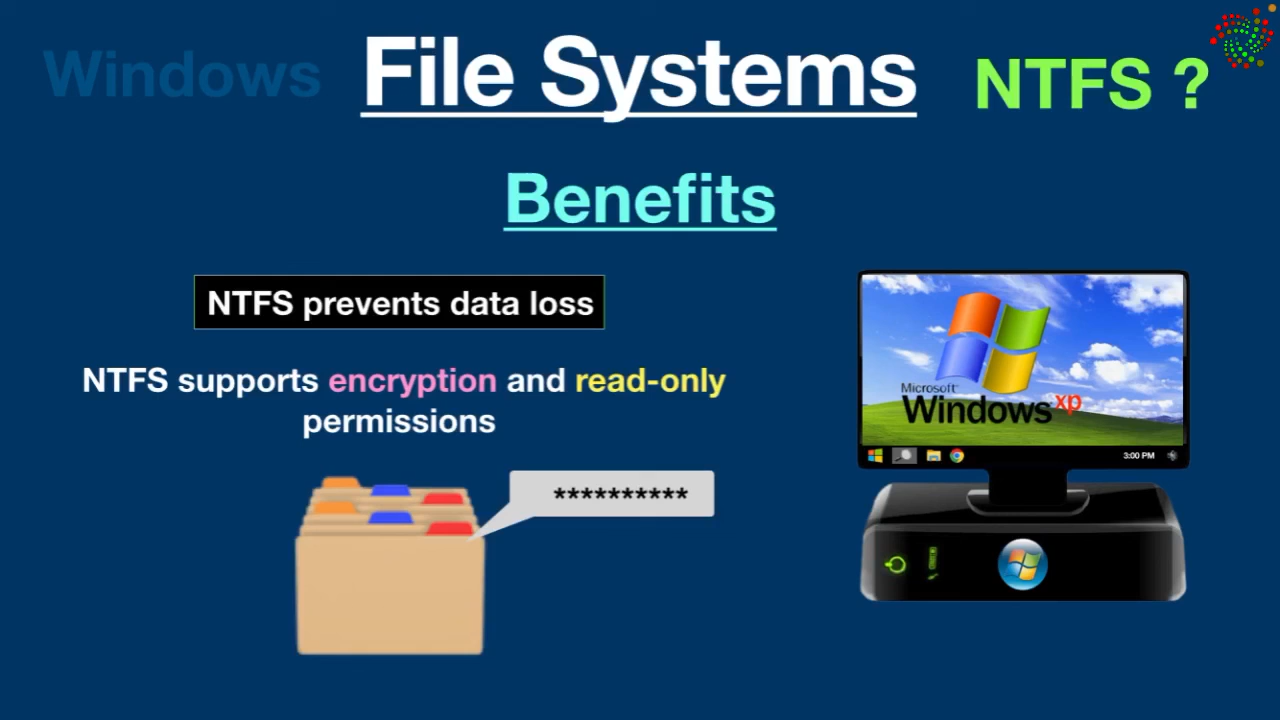 Windows
File Systems
NTFS ?
Benefits
NTFS prevents data loss
NTFS supports encryption and read-only
permissions
**********
Microsoft
Windows xp
3:00 PM